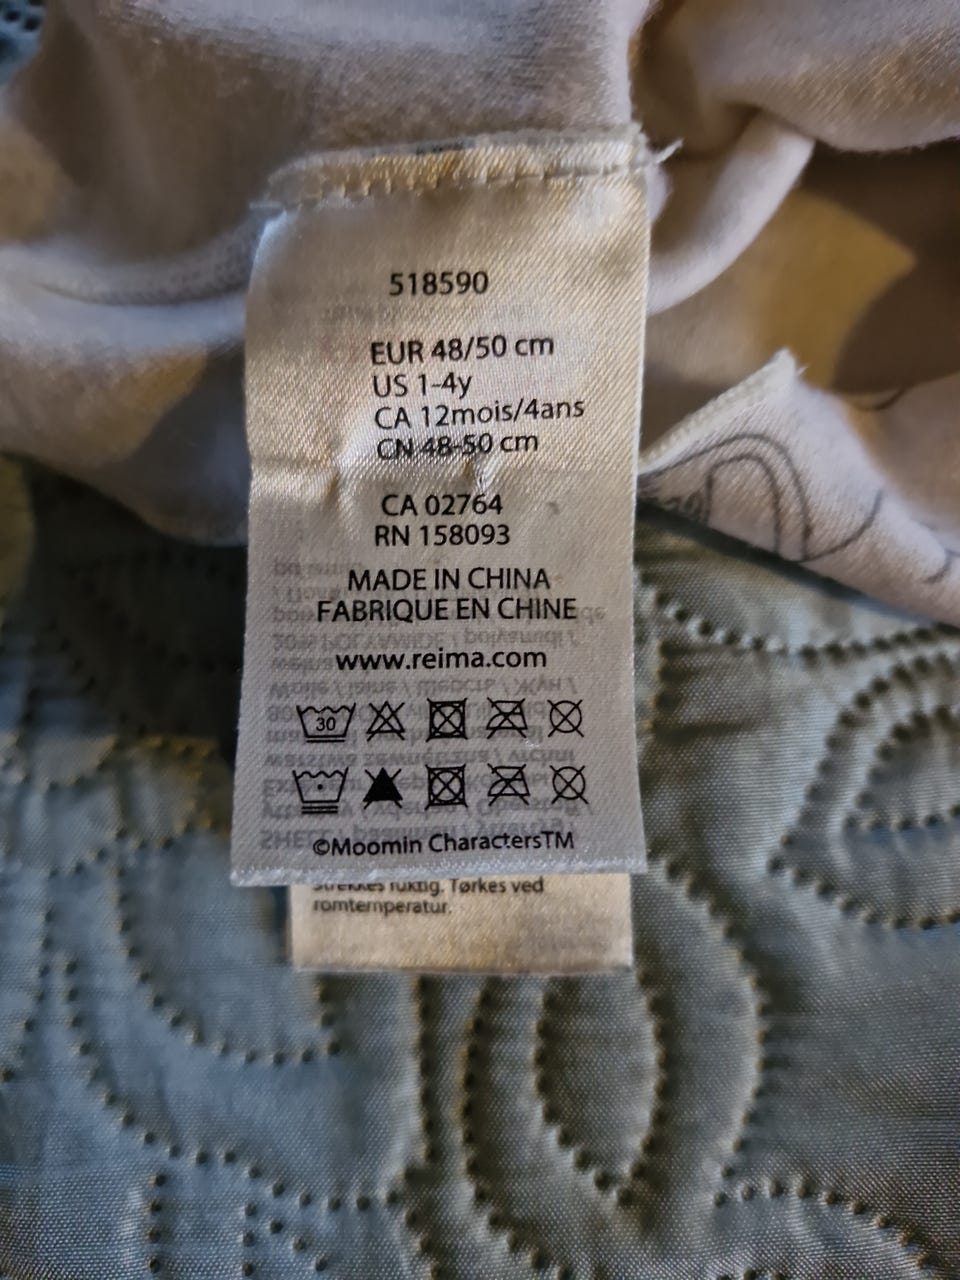 518590
EUR 48/50 cm
US 1-4y
CA 12mois/4ans
CN 48-50 cm
CA 02764
RN 158093
MADE IN CHINA
FABRIQUE EN CHINE
www.reima.com
30
©Moomin CharactersTM
strekkes fuktig. Tørkes ved
romtemperatur.